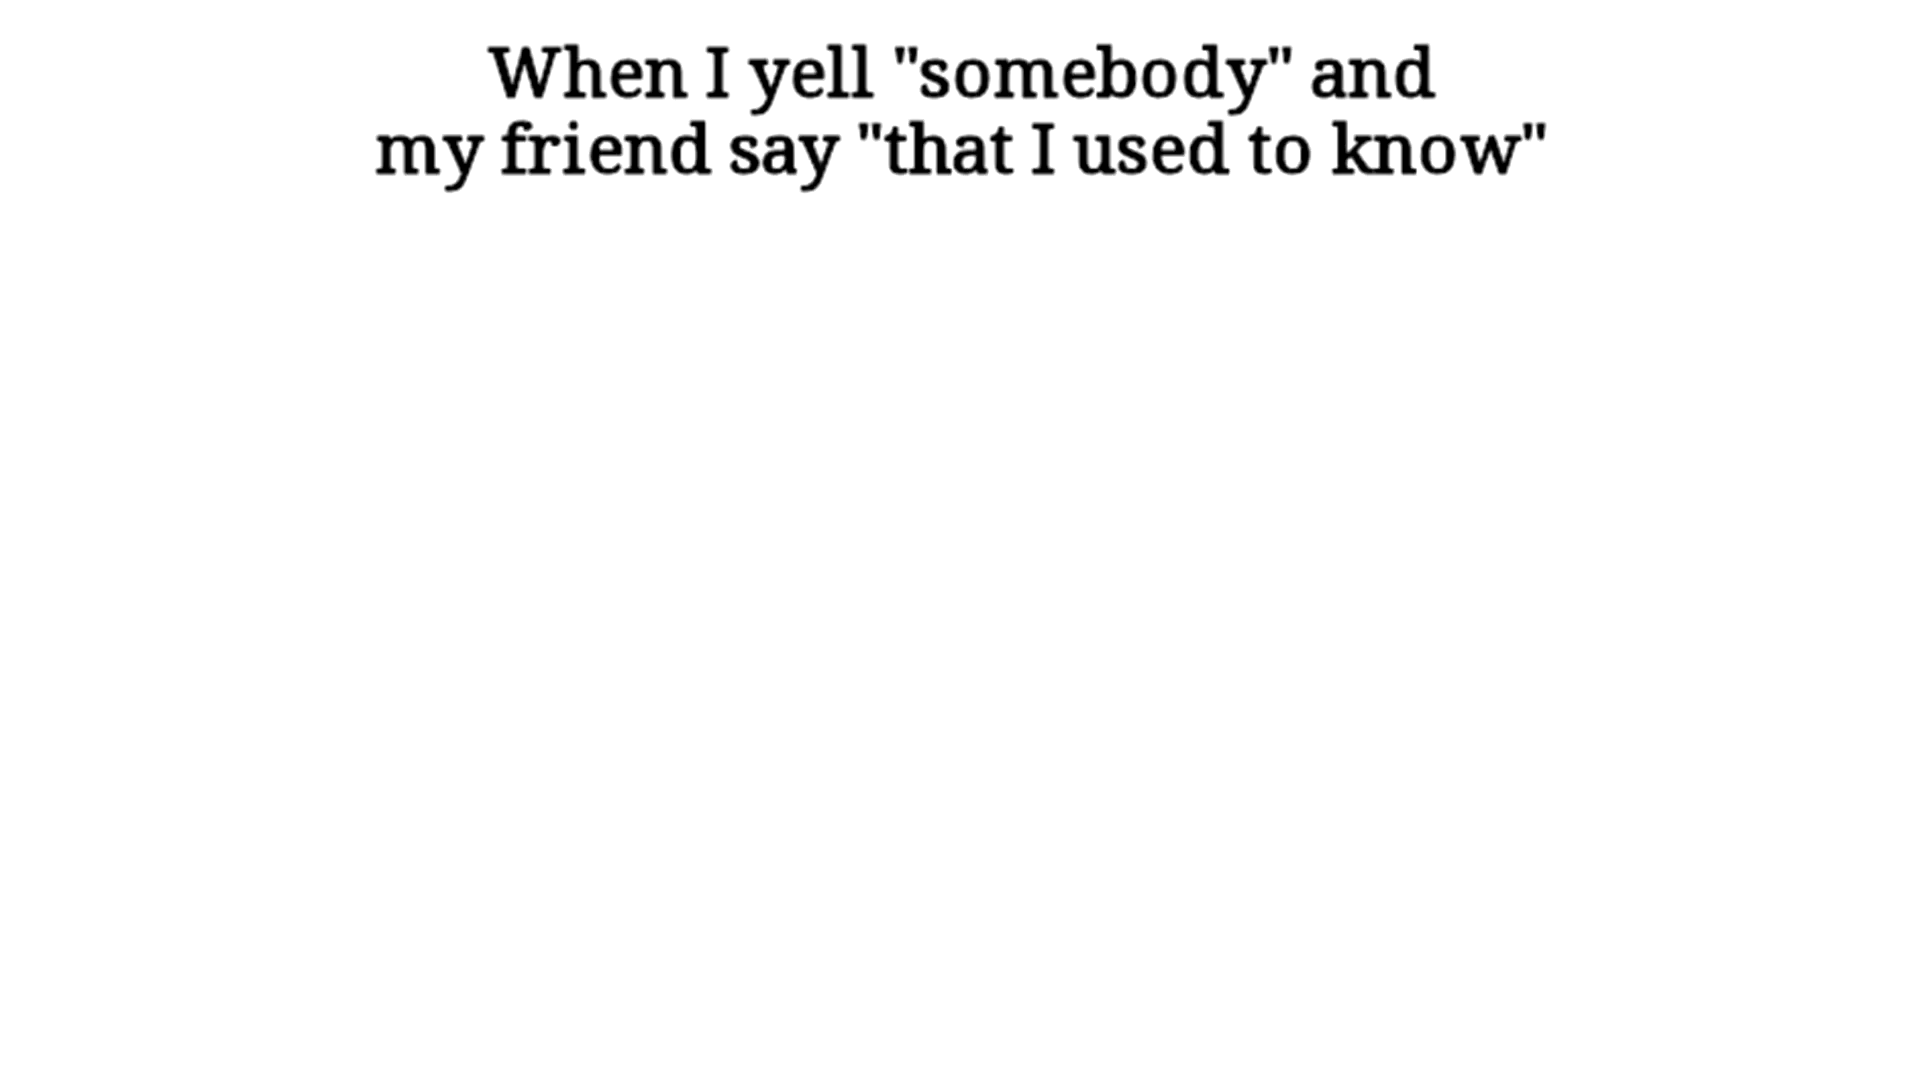 When I yell "somebody" and
my friend say "that I used to know"